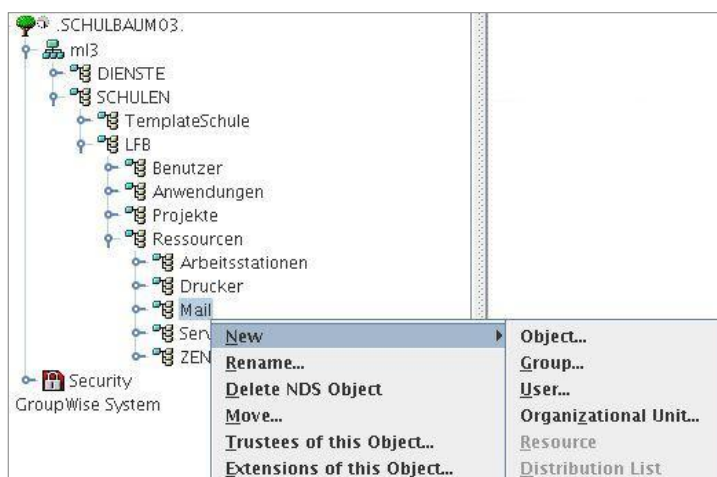 .SCHULBAUM03.
ml3
DIENSTE
SCHULEN
TemplateSchule
LFB
Benutzer
Anwendungen
Projekte
Ressourcen
Arbeitsstationen
Drucker
Mail
Serv
ZEN
Security
GroupWise System
New
Rename...
Delete NDS Object
Move...
Trustees of this Object...
Extensions of this Object...
Object...
Group...
User...
Organizational Unit...
Resource
Distribution List